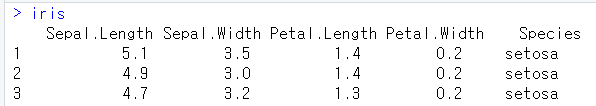 > iris
Sepal.Length Sepal.Width Petal.Length Petal.Width Species
1 5.1 3.5 1.4 0.2 setosa
2 4.9 3.0 1.4 0.2 setosa
3 4.7 3.2 1.3 0.2 setosa